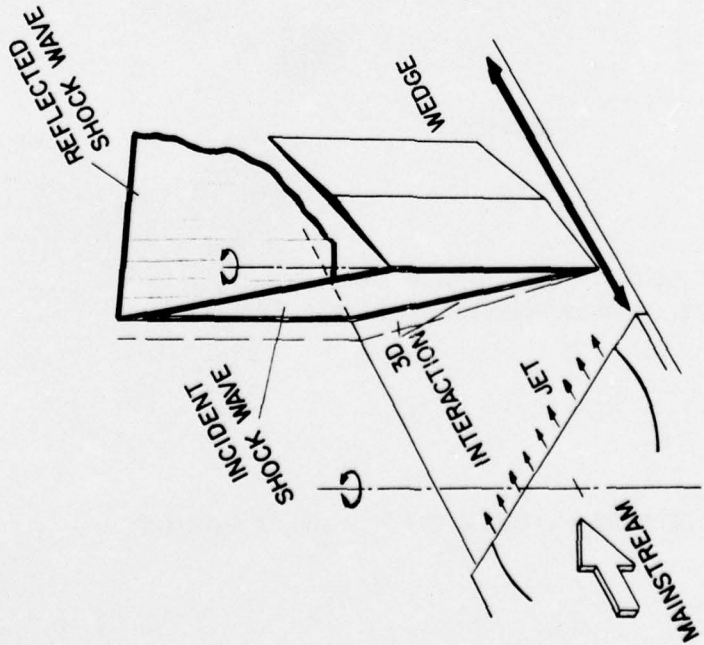 REFLECTED
SHOCK WAVE
WEDGE
INCIDENT
SHOCK WAVE
3D
INTERACTION
JET
MAINSTREAM